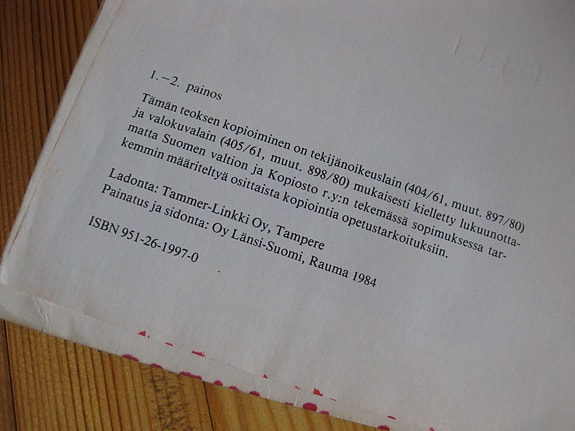 1.–2. painos
Tämän teoksen kopioiminen on tekijänoikeuslain (404/61, muut. 897/80)
ja valokuvalain (405/61, muut. 898/80) mukaisesti kielletty lukuunotta-
matta Suomen valtion ja Kopiosto r.y:n tekemässä sopimuksessa tar-
kemmin määriteltyä osittaista kopiointia opetustarkoituksiin.
Ladonta: Tammer-Linkki Oy, Tampere
Painatus ja sidonta: Oy Länsi-Suomi, Rauma 1984
ISBN 951-26-1997-0